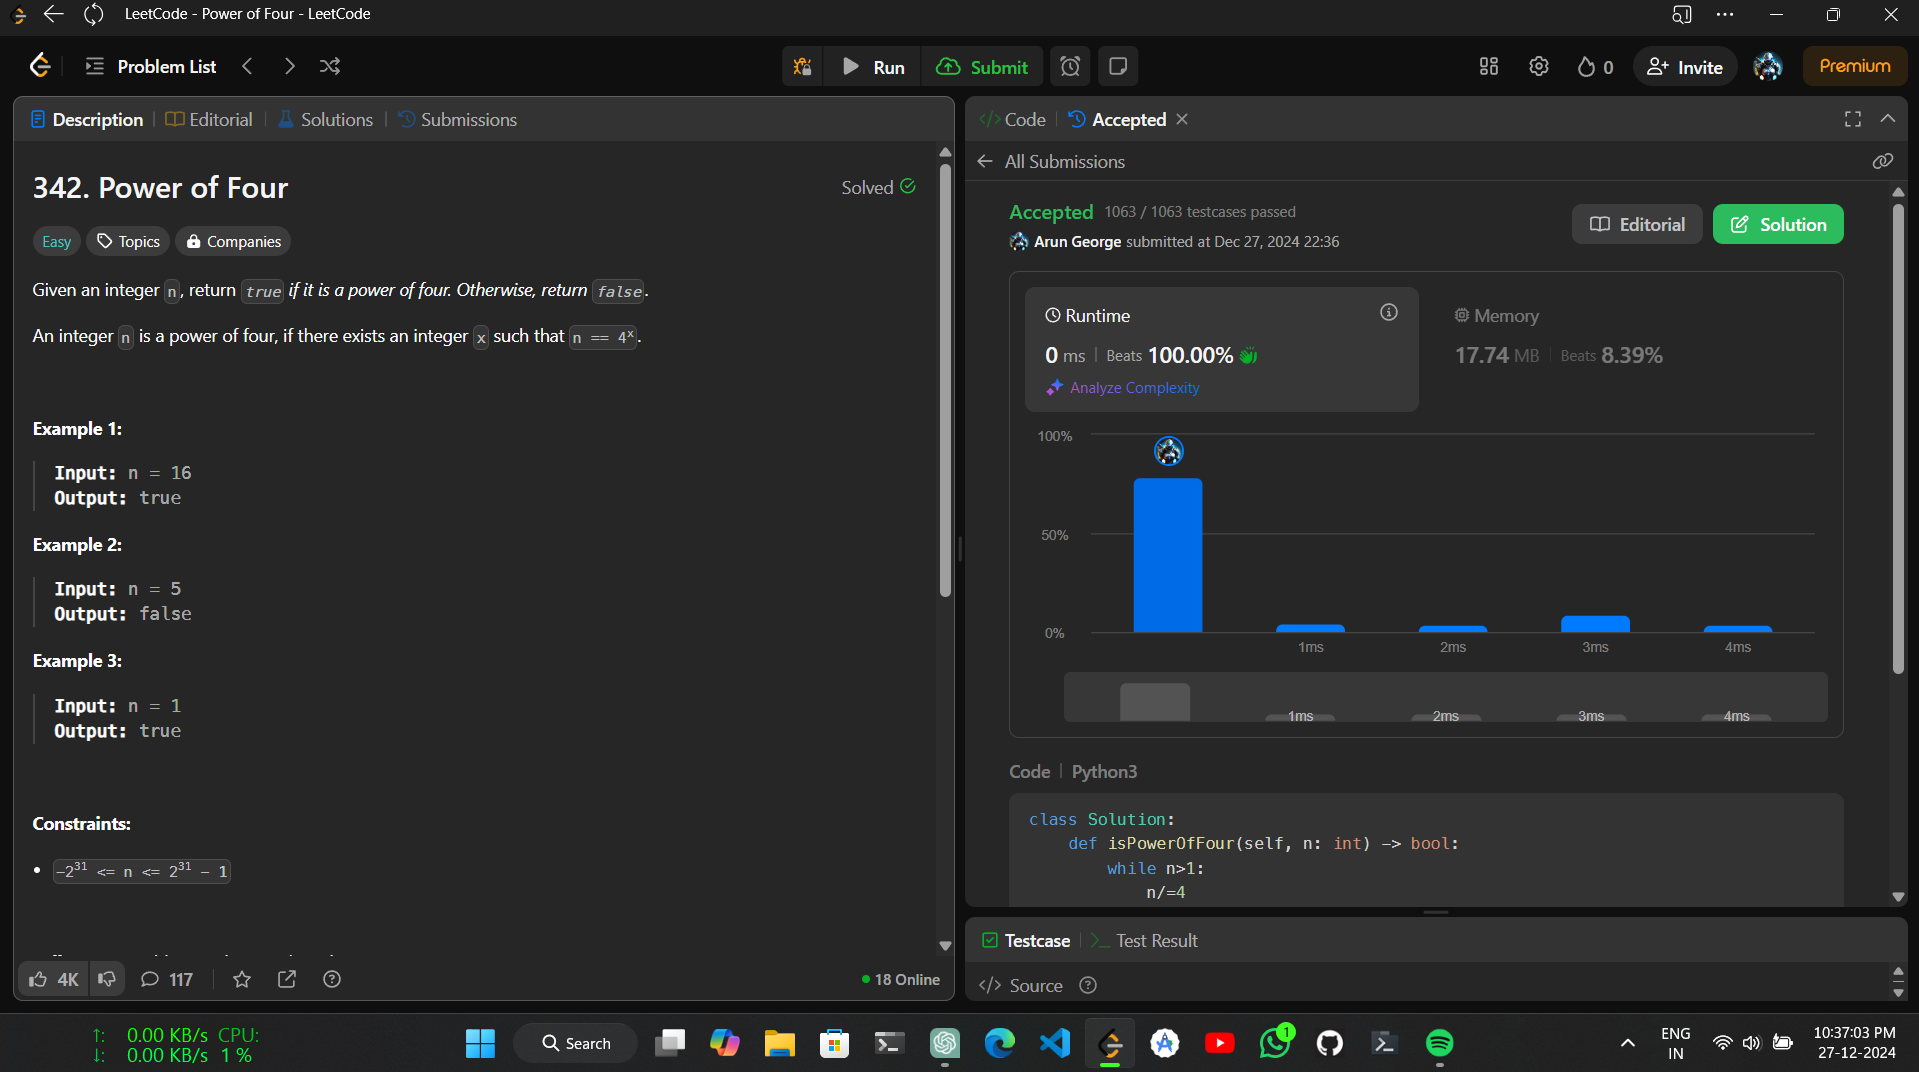 LeetCode - Power of Four - LeetCode
Problem List
Run
Submit
0
Invite
Premium
Description
Editorial
Solutions
Submissions
342. Power of Four
Solved
Easy
Topics
Companies
Given an integer n, return true if it is a power of four. Otherwise, return false.
An integer n is a power of four, if there exists an integer x such that n == 4ˣ.
Example 1:
Input: n = 16
Output: true
Example 2:
Input: n = 5
Output: false
Example 3:
Input: n = 1
Output: true
Constraints:
• -2³¹ <= n <= 2³¹ - 1
4K
117
18 Online
</> Code
Accepted
All Submissions
Accepted 1063 / 1063 testcases passed
Arun George submitted at Dec 27, 2024 22:36
Editorial
Solution
Runtime
0 ms | Beats 100.00%
Analyze Complexity
Memory
17.74 MB | Beats 8.39%
100%
50%
0%
1ms
2ms
3ms
4ms
1ms
2ms
3ms
4ms
Code | Python3
class Solution:
def isPowerOfFour(self, n: int) -> bool:
while n>1:
n/=4
Testcase
>_ Test Result
</> Source
↑: 0.00 KB/s CPU:
↓: 0.00 KB/s 1 %
Search
1
ENG
IN
10:37:03 PM
27-12-2024